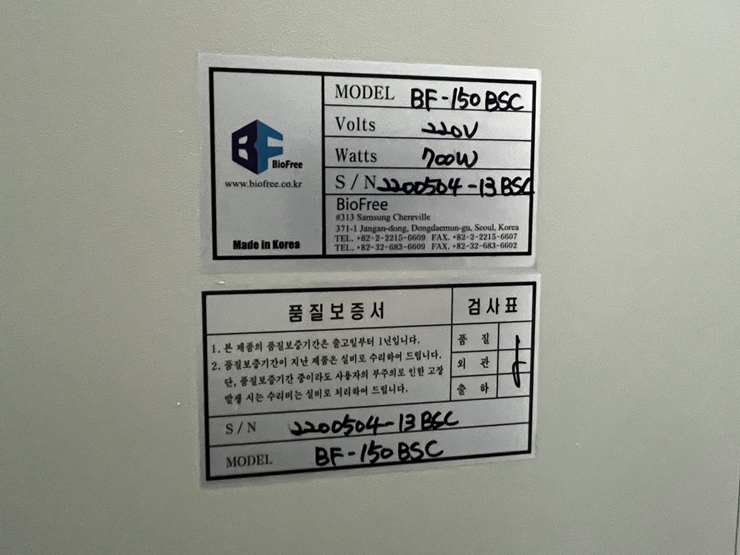 MODEL BF-150BSC
Volts 220V
Watts 700W
S/N 2200504-13BSC
BF BioFree
www.biofree.co.kr
Made in Korea
BioFree
#313 Samsung Chereville
371-1 Jangan-dong, Dongdaemun-gu, Seoul, Korea
TEL. +82-2-2215-6609 FAX. +82-2-2215-6607
TEL. +82-32-683-6609 FAX. +82-32-683-6602
품질보증서
1. 본 제품의 품질보증기간은 출고일부터 1년입니다.
2. 품질보증기간이 지난 제품은 실비로 수리하여 드립니다.
단, 품질보증기간 중이라도 사용자의 부주의로 인한 고장
발생 시는 수리비는 실비로 처리하여 드립니다.
검사표
품 질
외 관
출 하
S/N 2200504-13BSC
MODEL BF-150BSC